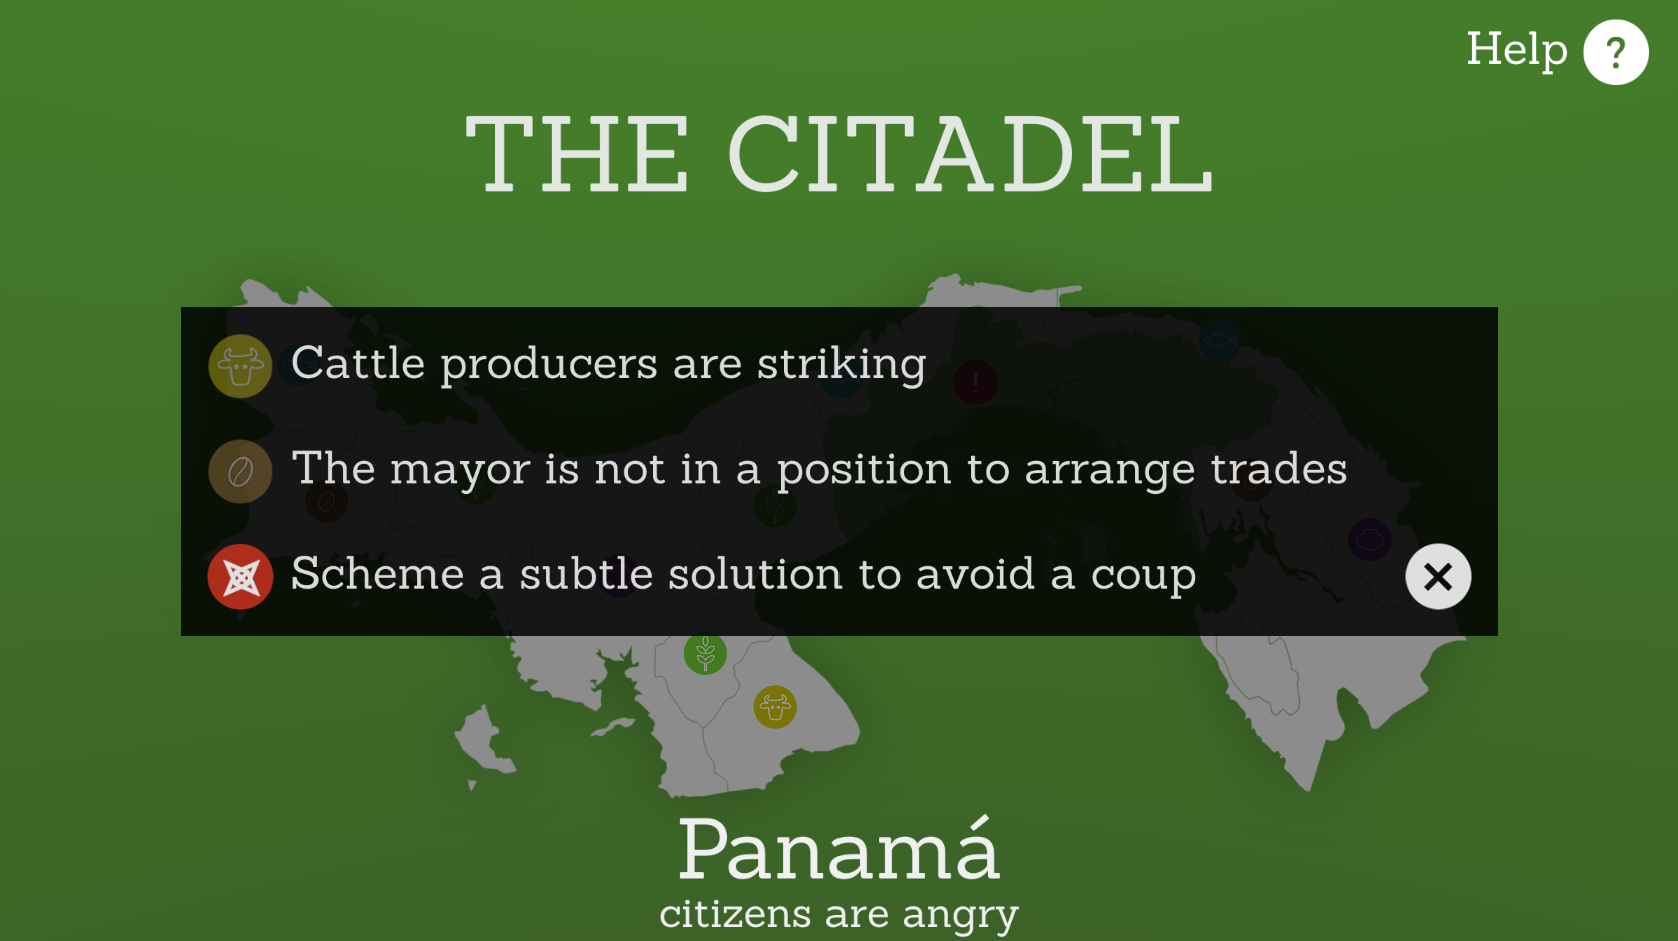 Help ?
THE CITADEL
Cattle producers are striking
!
The mayor is not in a position to arrange trades
Scheme a subtle solution to avoid a coup
Panamá
citizens are angry